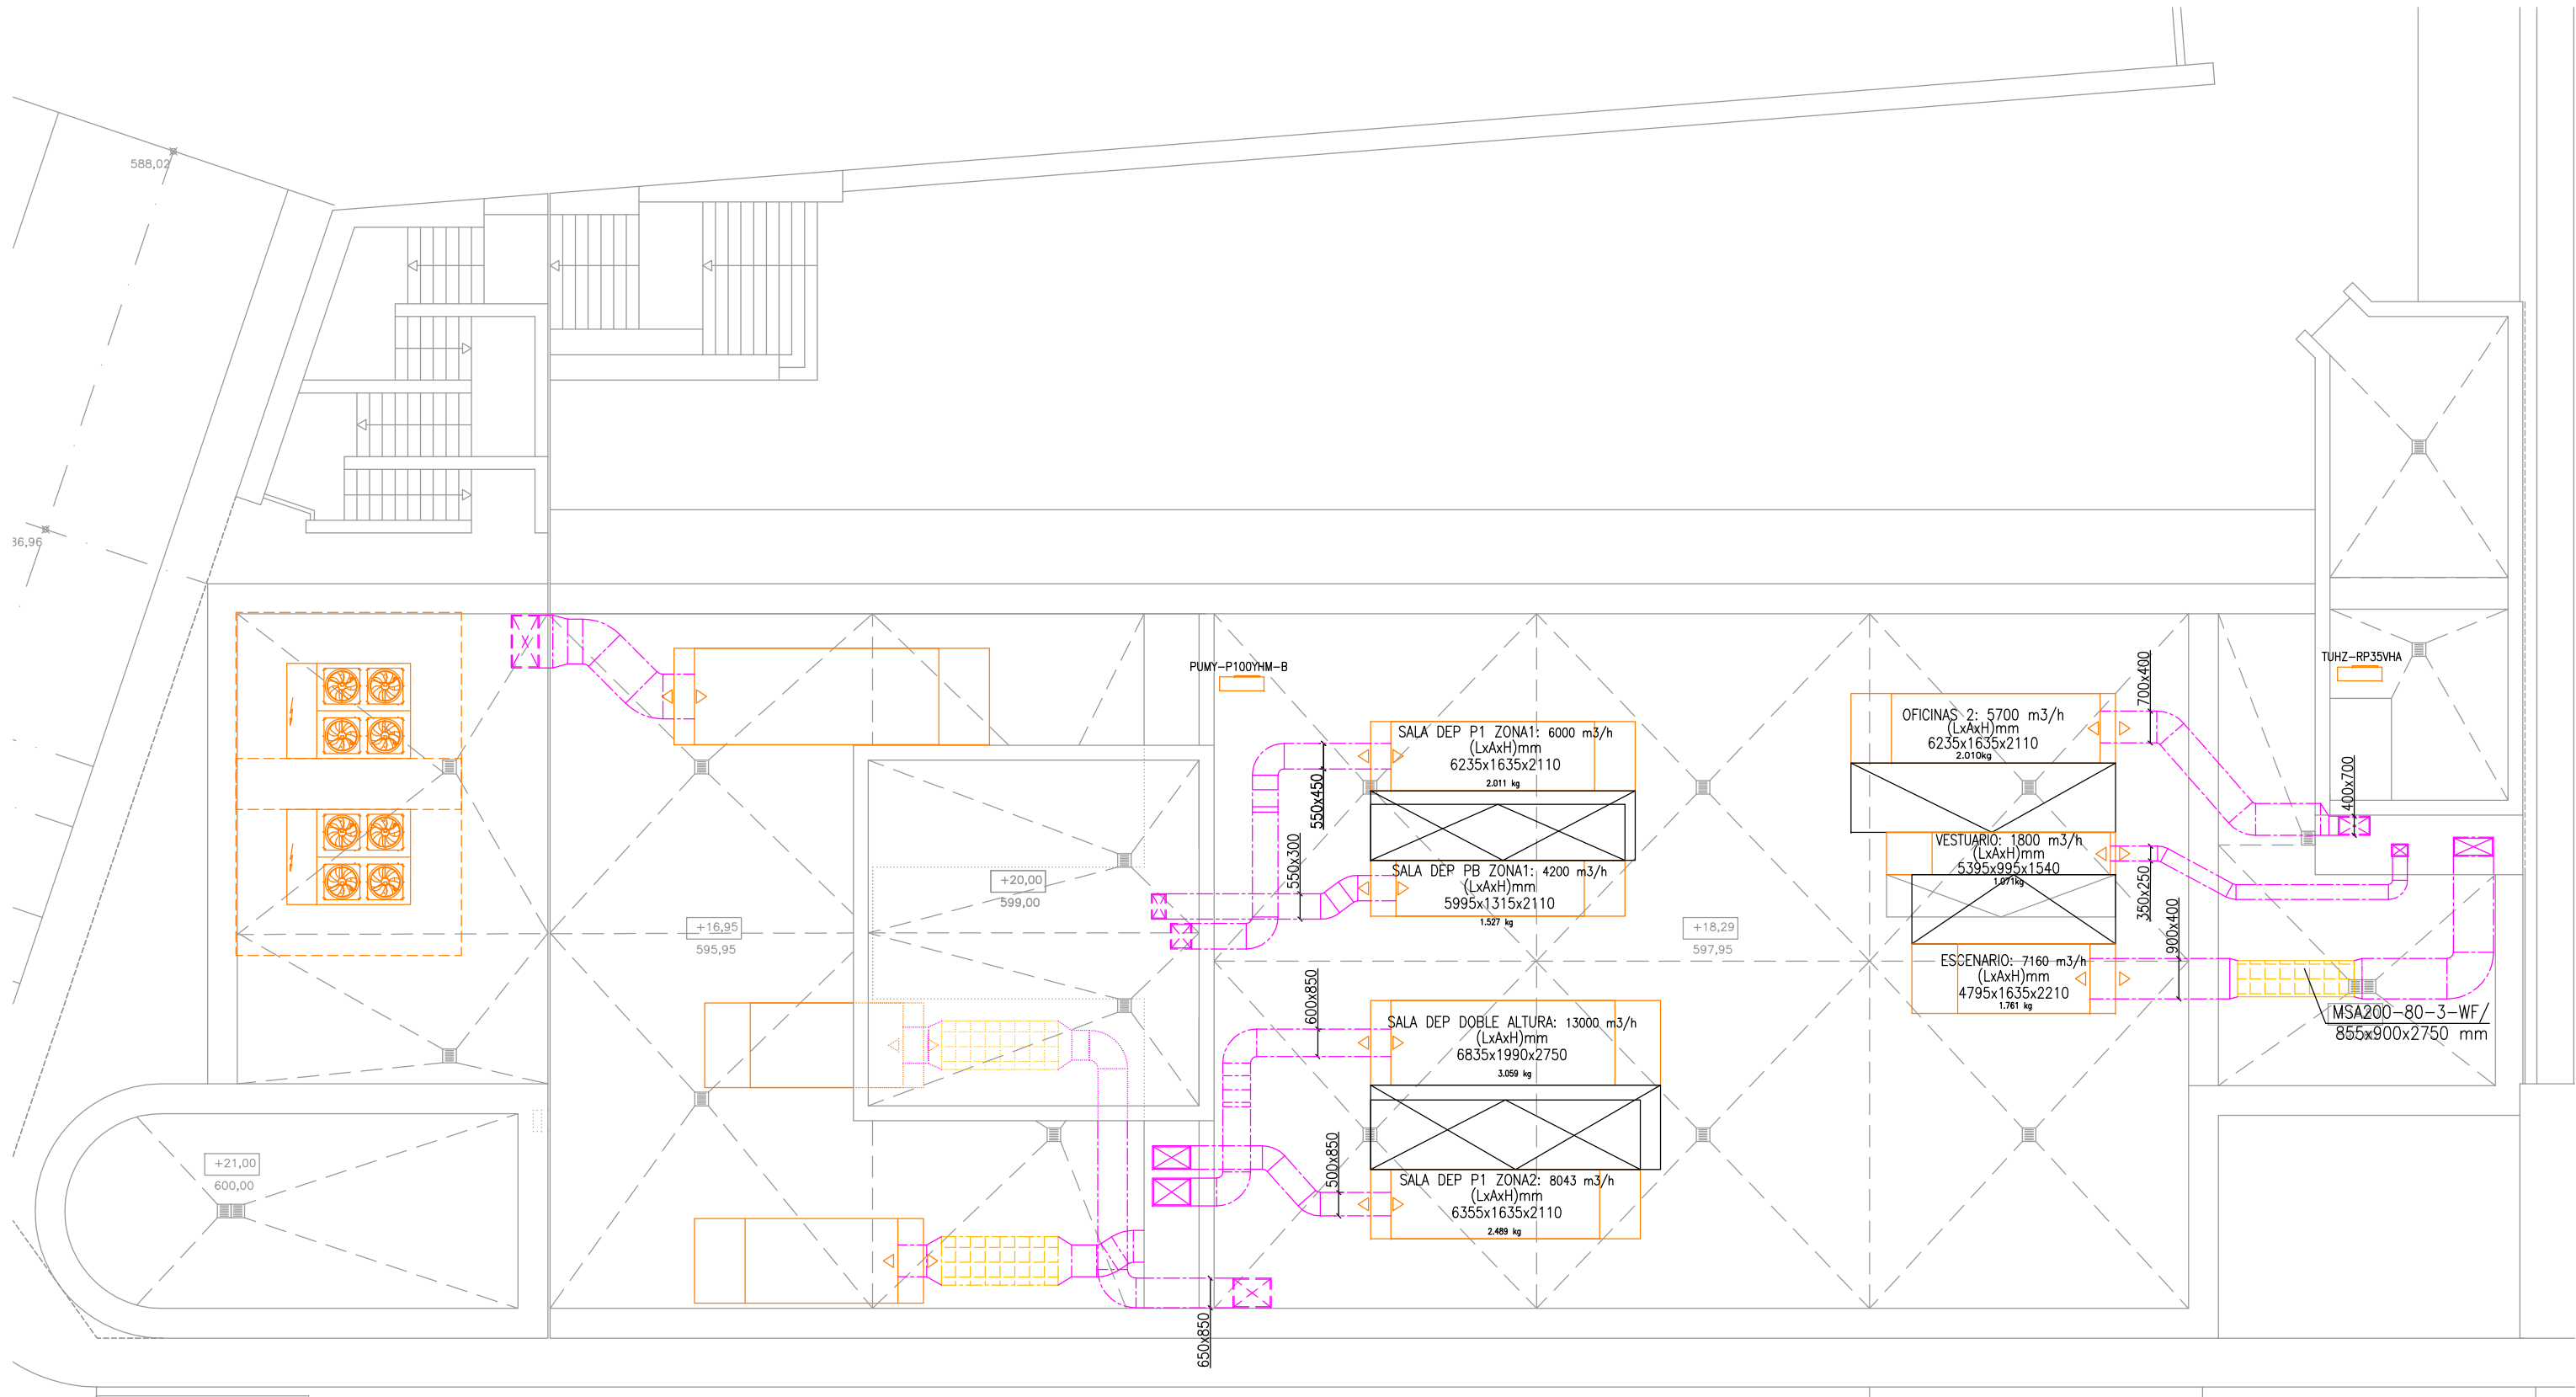 588,02
36,96
PUMY-P100YHM-B
TUHZ-RP35VHA
SALA DEP P1 ZONA1: 6000 m3/h
(LxAxH)mm
6235x1635x2110
2.011 kg
OFICINAS 2: 5700 m3/h
(LxAxH)mm
6235x1635x2110
2.010kg
700x400
400x700
550x450
550x300
SALA DEP PB ZONA1: 4200 m3/h
(LxAxH)mm
5995x1315x2110
1.527 kg
VESTUARIO: 1800 m3/h
(LxAxH)mm
5395x995x1540
1.071kg
350x250
900x400
+20,00
599,00
+16,95
595,95
+18,29
597,95
ESCENARIO: 7160 m3/h
(LxAxH)mm
4795x1635x2210
1.761 kg
MSA200-80-3-WF/
855x900x2750 mm
600x850
SALA DEP DOBLE ALTURA: 13000 m3/h
(LxAxH)mm
6835x1990x2750
3.059 kg
500x850
SALA DEP P1 ZONA2: 8043 m3/h
(LxAxH)mm
6355x1635x2110
2.489 kg
+21,00
600,00
650x850